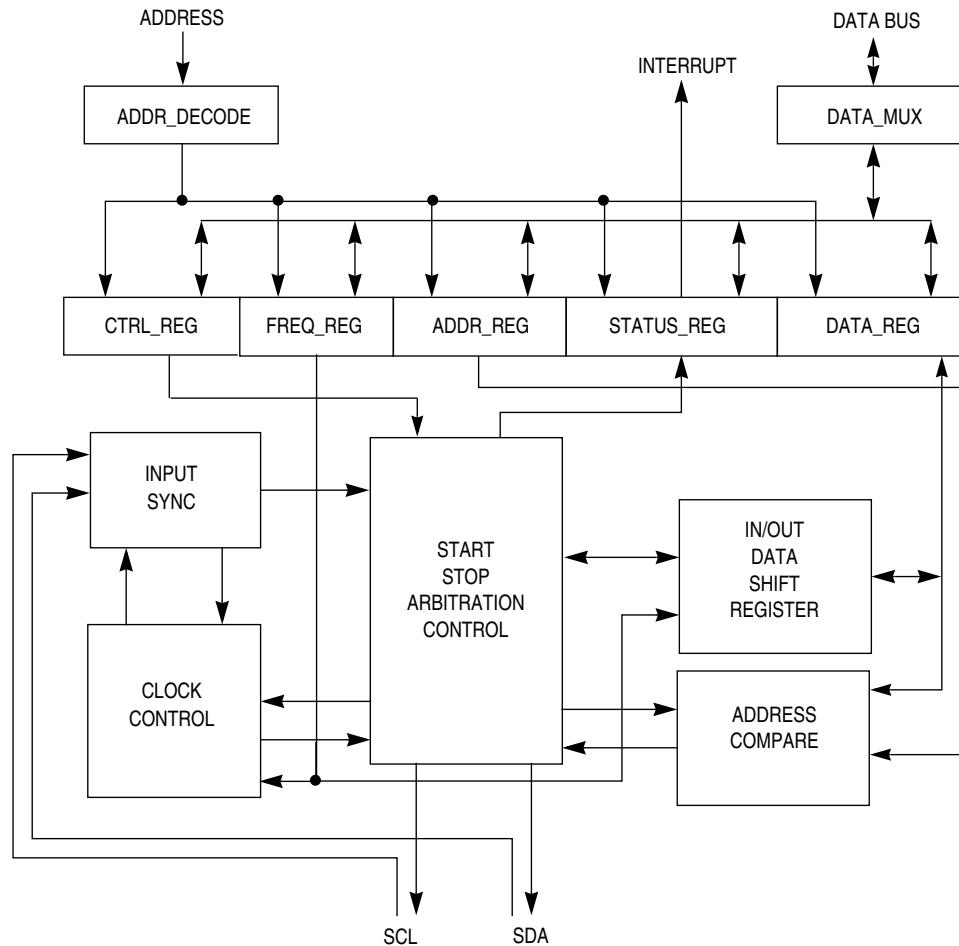 ADDRESS
DATA BUS
INTERRUPT
ADDR_DECODE
DATA_MUX
CTRL_REG
FREQ_REG
ADDR_REG
STATUS_REG
DATA_REG
INPUT
SYNC
START
STOP
ARBITRATION
CONTROL
IN/OUT
DATA
SHIFT
REGISTER
CLOCK
CONTROL
ADDRESS
COMPARE
SCL
SDA